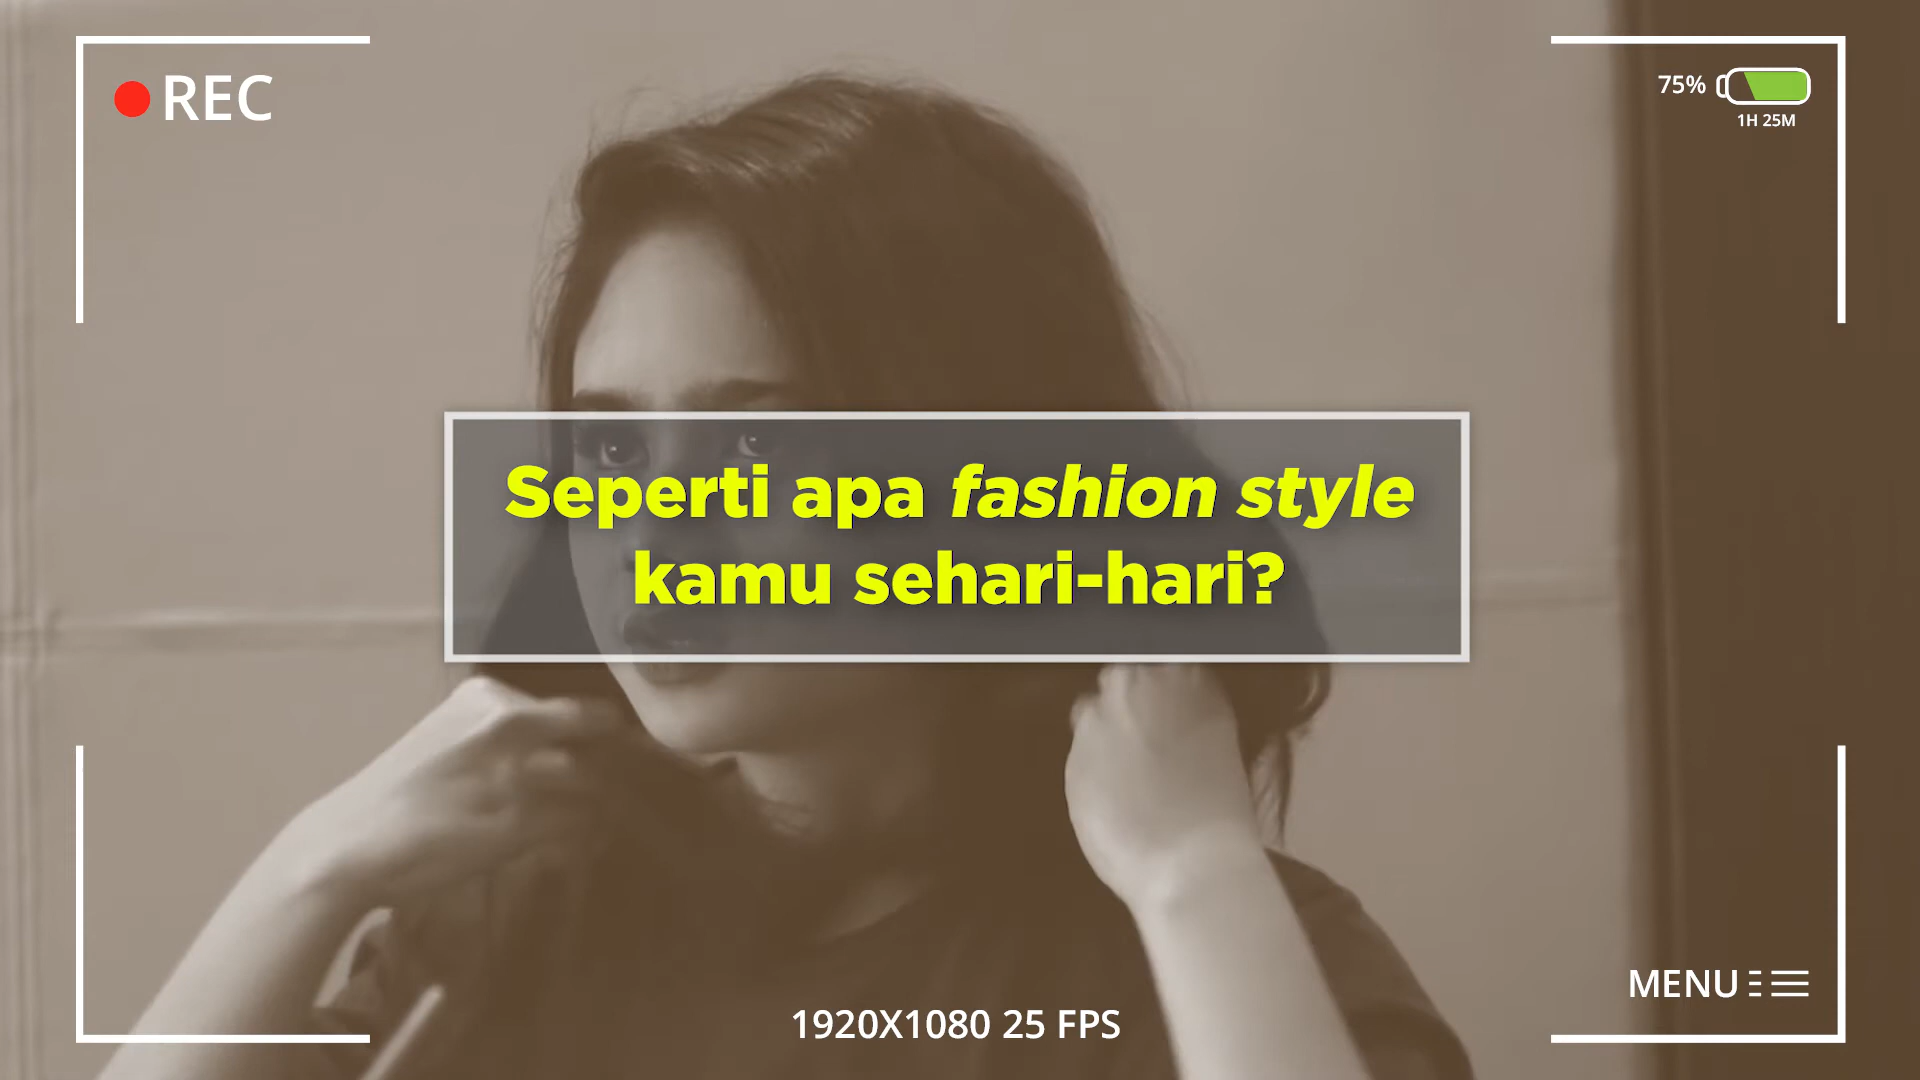 REC
75%
1H 25M
Seperti apa fashion style
kamu sehari-hari?
MENU
1920X1080 25 FPS